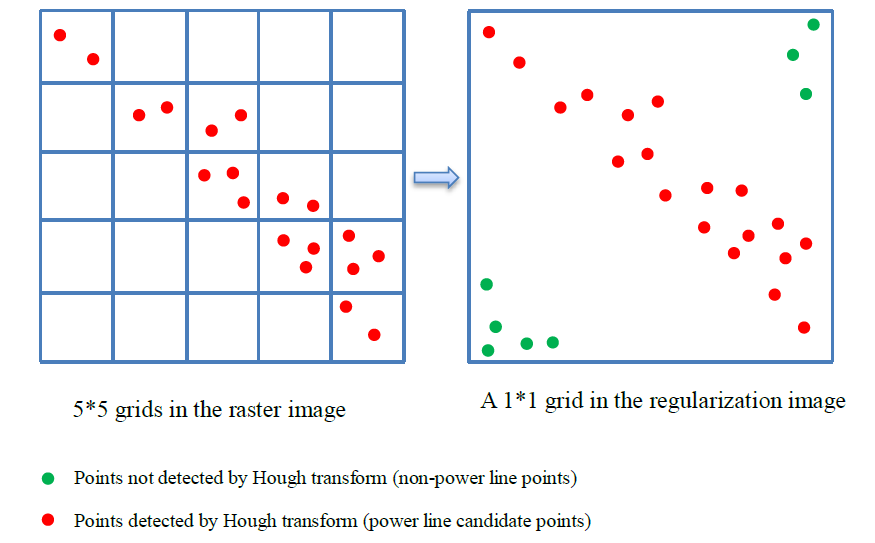 5*5 grids in the raster image
A 1*1 grid in the regularization image
Points not detected by Hough transform (non-power line points)
Points detected by Hough transform (power line candidate points)